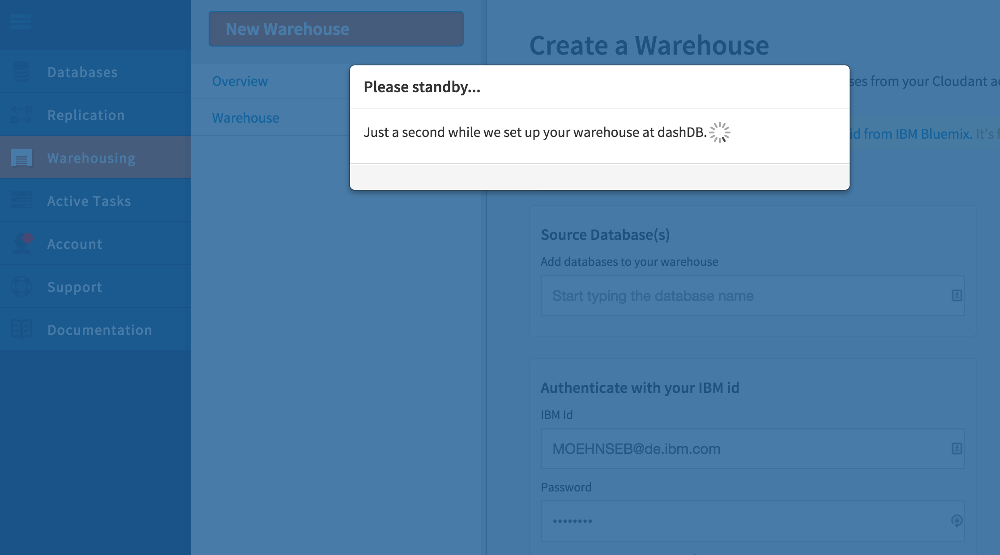 New Warehouse
Create a Warehouse
Databases
Overview
Please standby...
ses from your Cloudant
Replication
Warehouse
Just a second while we set up your warehouse at dashDB.
id from IBM Bluemix. It's
Warehousing
Active Tasks
Account
Support
Documentation
Source Database(s)
Add databases to your warehouse
Start typing the database name
Authenticate with your IBM id
IBM Id
MOEHNSEB@de.ibm.com
Password
••••••••